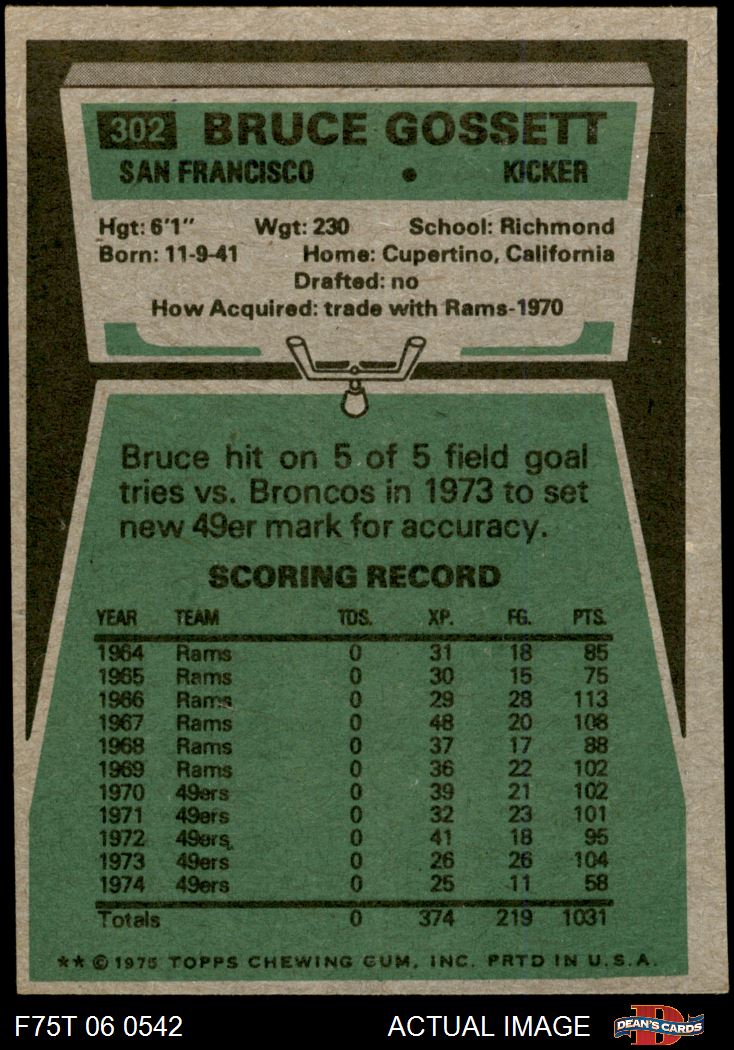 302 BRUCE GOSSETT
SAN FRANCISCO • KICKER
Hgt: 6'1" Wgt: 230 School: Richmond
Born: 11-9-41 Home: Cupertino, California
Drafted: no
How Acquired: trade with Rams-1970
Bruce hit on 5 of 5 field goal
tries vs. Broncos in 1973 to set
new 49er mark for accuracy.
SCORING RECORD
YEAR TEAM TDS. XP. FG. PTS.
1964 Rams 0 31 18 85
1965 Rams 0 30 15 75
1966 Rams 0 29 28 113
1967 Rams 0 48 20 108
1968 Rams 0 37 17 88
1969 Rams 0 36 22 102
1970 49ers 0 39 21 102
1971 49ers 0 32 23 101
1972 49ers 0 41 18 95
1973 49ers 0 26 26 104
1974 49ers 0 25 11 58
Totals 0 374 219 1031
** © 1975 TOPPS CHEWING GUM, INC. PRTD IN U.S.A.
F75T 06 0542 ACTUAL IMAGE D DEAN'S CARDS